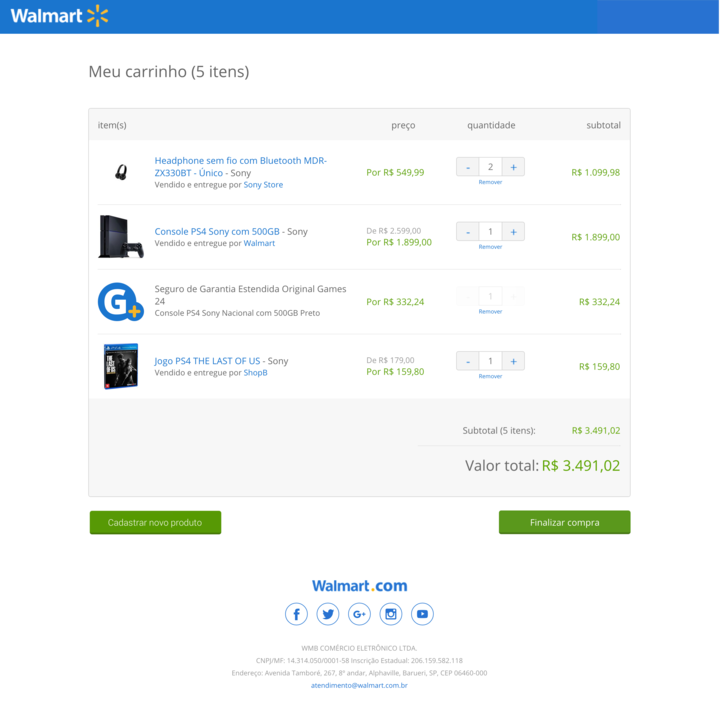 Walmart
Meu carrinho (5 itens)
item(s) preço quantidade subtotal
Headphone sem fio com Bluetooth MDR-
ZX330BT - Único - Sony
Vendido e entregue por Sony Store
Por R$ 549,99
- 2 +
Remover
R$ 1.099,98
Console PS4 Sony com 500GB - Sony
Vendido e entregue por Walmart
De R$ 2.599,00
Por R$ 1.899,00
- 1 +
Remover
R$ 1.899,00
G+
Seguro de Garantia Estendida Original Games
24
Console PS4 Sony Nacional com 500GB Preto
Por R$ 332,24
- 1 +
Remover
R$ 332,24
THE LAST OF US
Jogo PS4 THE LAST OF US - Sony
Vendido e entregue por ShopB
De R$ 179,00
Por R$ 159,80
- 1 +
Remover
R$ 159,80
Subtotal (5 itens): R$ 3.491,02
Valor total: R$ 3.491,02
Cadastrar novo produto
Finalizar compra
Walmart.com
f G+
WMB COMÉRCIO ELETRÔNICO LTDA.
CNPJ/MF: 14.314.050/0001-58 Inscrição Estadual: 206.159.582.118
Endereço: Avenida Tamboré, 267, 8º andar, Alphaville, Barueri, SP, CEP 06460-000
atendimento@walmart.com.br